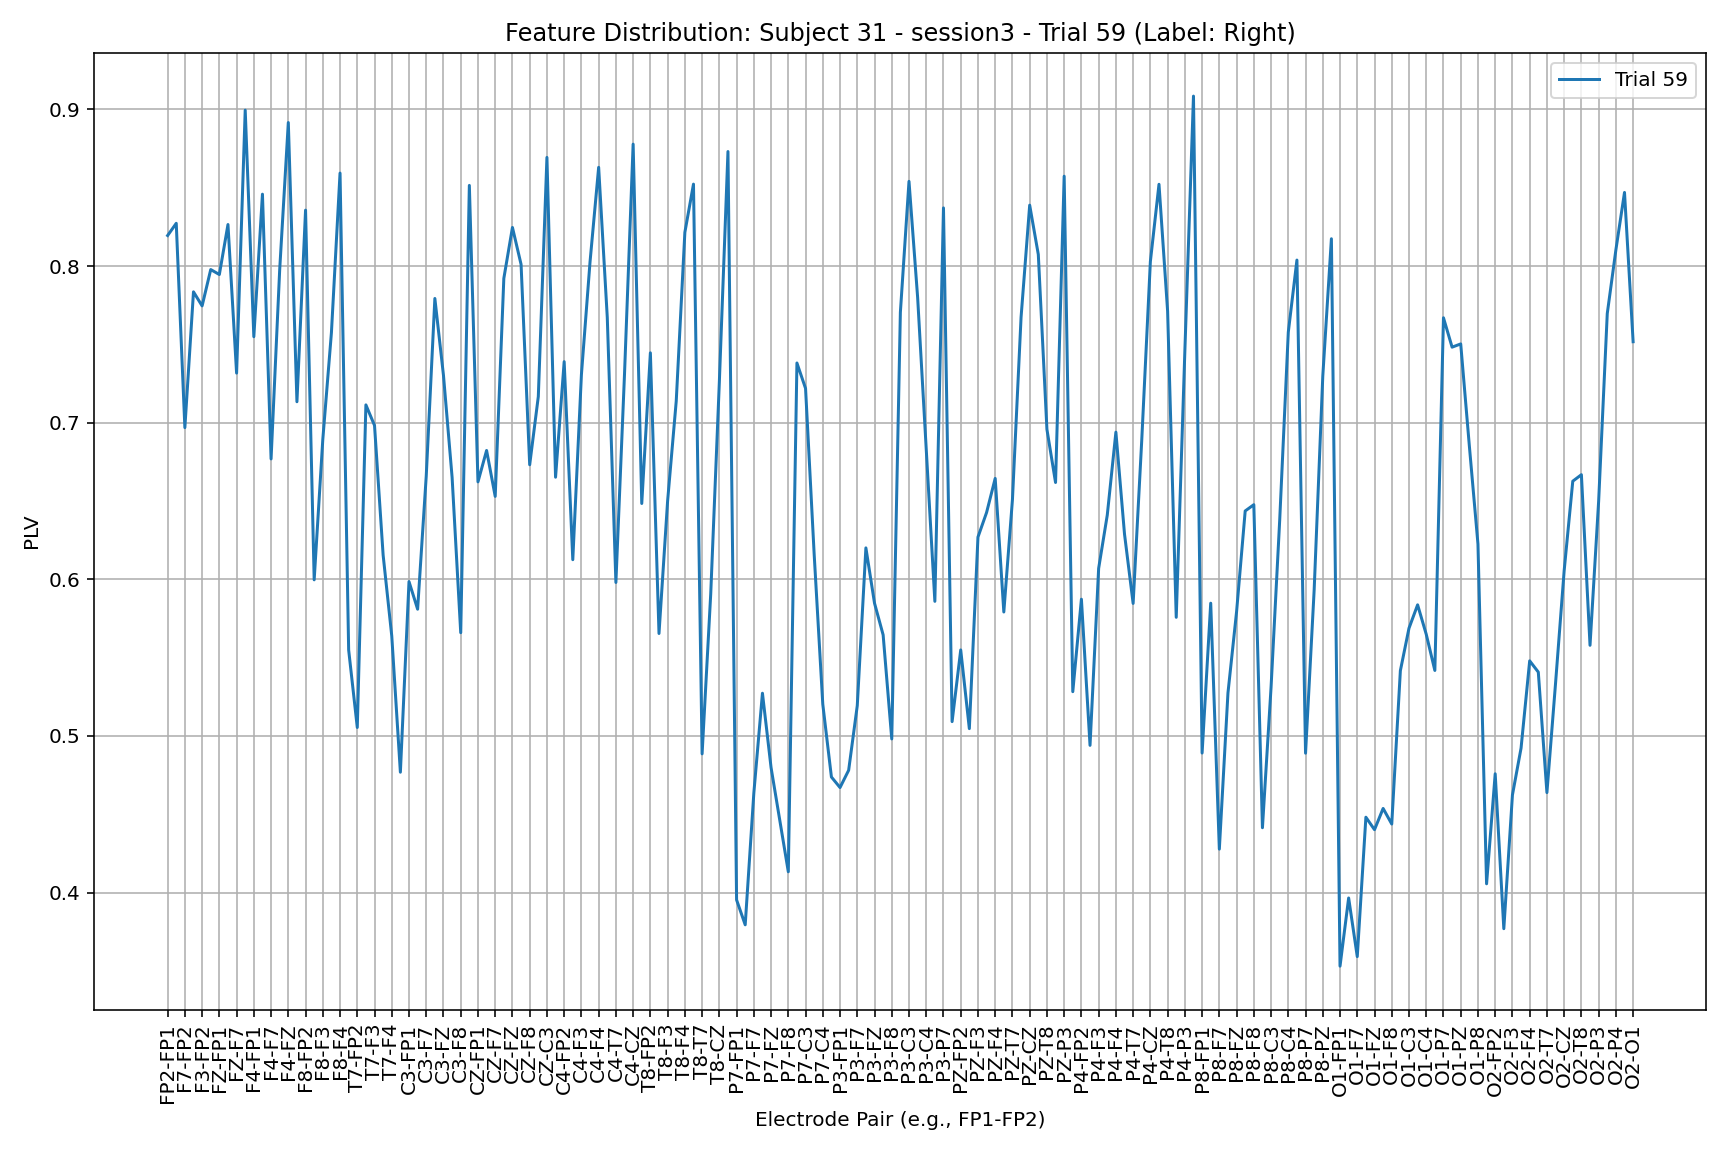 Feature Distribution: Subject 31 - session3 - Trial 59 (Label: Right)
Trial 59
PLV
0.9
0.8
0.7
0.6
0.5
0.4
FP2-FP1
F7-FP2
F3-FP2
FZ-FP1
FZ-F7
F4-FP1
F4-F7
F4-FZ
F8-FP2
F8-F3
F8-F4
T7-FP2
T7-F3
T7-F4
C3-FP1
C3-F7
C3-FZ
C3-F8
CZ-FP1
CZ-F7
CZ-FZ
CZ-F8
CZ-C3
C4-FP2
C4-F3
C4-F4
C4-T7
C4-CZ
T8-FP2
T8-F3
T8-F4
T8-T7
T8-CZ
P7-FP1
P7-F7
P7-FZ
P7-F8
P7-C3
P7-C4
P3-FP1
P3-F7
P3-FZ
P3-F8
P3-C3
P3-C4
P3-P7
PZ-FP2
PZ-F3
PZ-F4
PZ-T7
PZ-CZ
PZ-T8
PZ-P3
P4-FP2
P4-F3
P4-F4
P4-T7
P4-CZ
P4-T8
P4-P3
P8-FP1
P8-F7
P8-FZ
P8-F8
P8-C3
P8-C4
P8-P7
P8-PZ
O1-FP1
O1-F7
O1-FZ
O1-F8
O1-C3
O1-C4
O1-P7
O1-PZ
O1-P8
O2-FP2
O2-F3
O2-F4
O2-T7
O2-CZ
O2-T8
O2-P3
O2-P4
O2-O1
Electrode Pair (e.g., FP1-FP2)